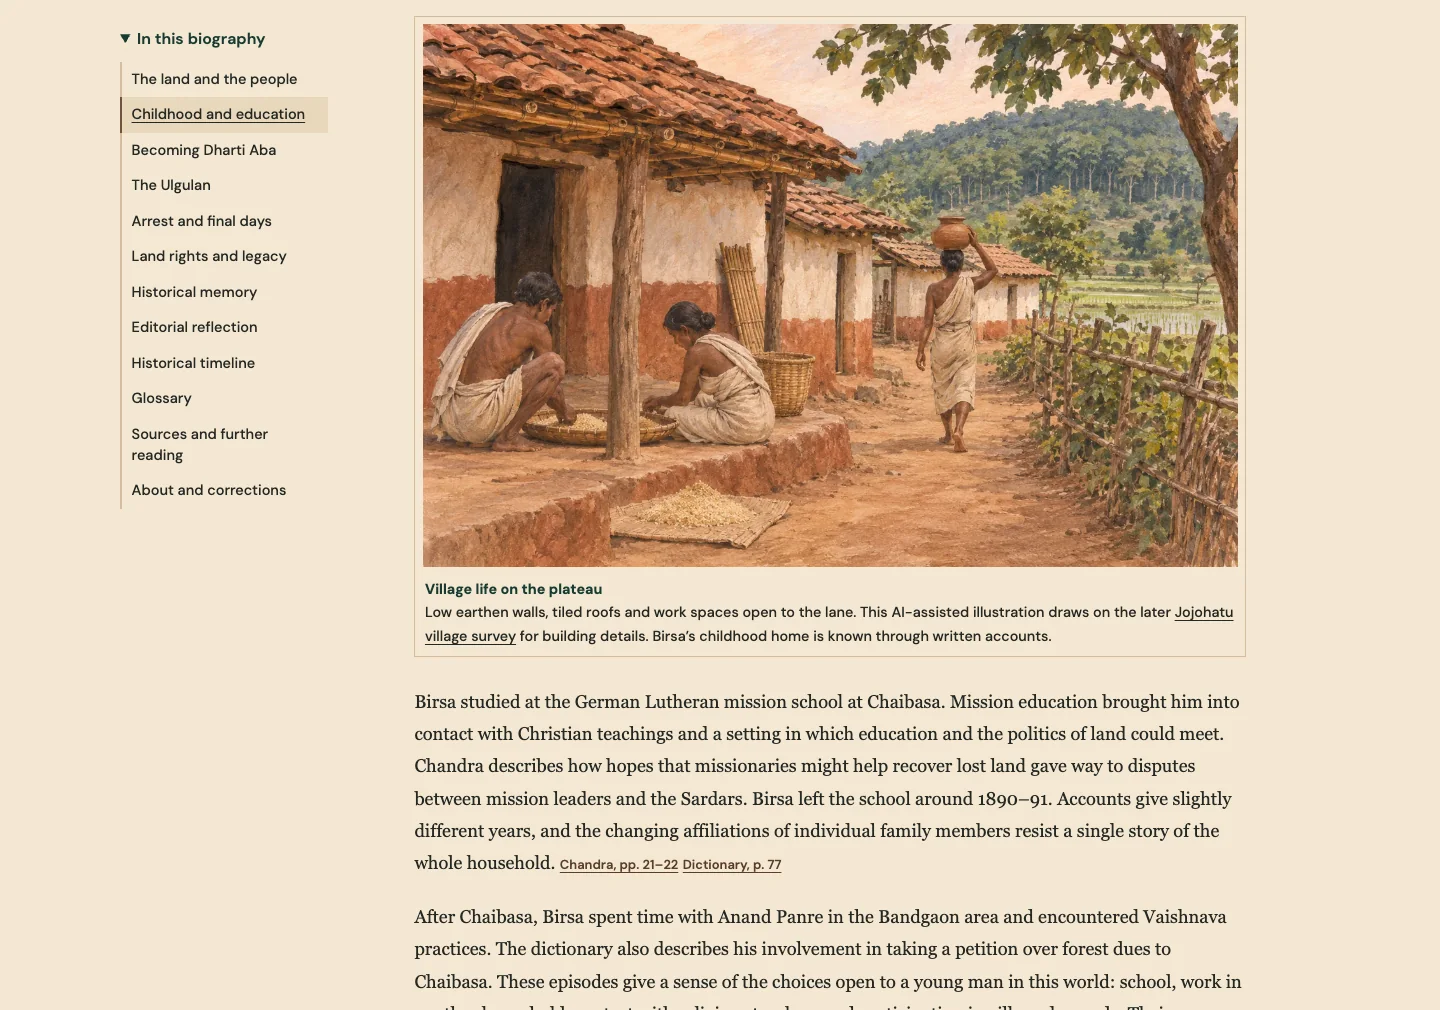 ▼ In this biography
The land and the people
Childhood and education
Becoming Dharti Aba
The Ulgulan
Arrest and final days
Land rights and legacy
Historical memory
Editorial reflection
Historical timeline
Glossary
Sources and further
reading
About and corrections
Village life on the plateau
Low earthen walls, tiled roofs and work spaces open to the lane. This AI-assisted illustration draws on the later Jojohatu
village survey for building details. Birsa’s childhood home is known through written accounts.
Birsa studied at the German Lutheran mission school at Chaibasa. Mission education brought him into
contact with Christian teachings and a setting in which education and the politics of land could meet.
Chandra describes how hopes that missionaries might help recover lost land gave way to disputes
between mission leaders and the Sardars. Birsa left the school around 1890–91. Accounts give slightly
different years, and the changing affiliations of individual family members resist a single story of the
whole household. Chandra, pp. 21–22 Dictionary, p. 77
After Chaibasa, Birsa spent time with Anand Panre in the Bandgaon area and encountered Vaishnava
practices. The dictionary also describes his involvement in taking a petition over forest dues to
Chaibasa. These episodes give a sense of the choices open to a young man in this world: school, work in